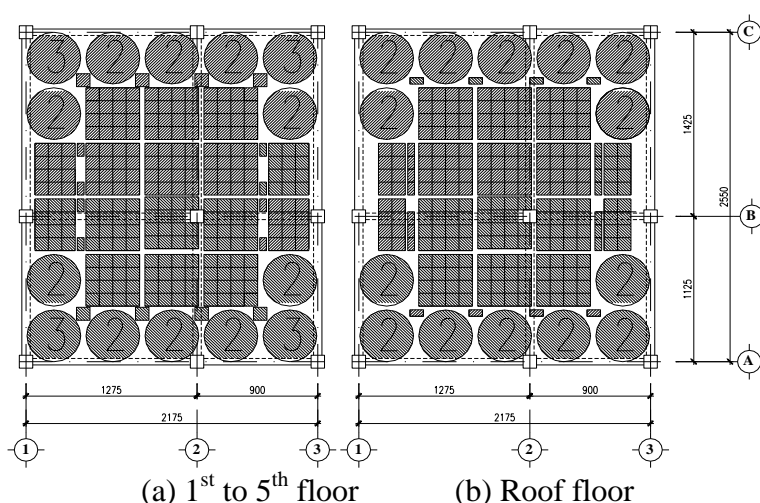 3 2 2 2 3 2 2 2 2 2 C
2 2 2 2
1425
2550
B
1125
2 2 2 2
3 2 2 2 3 2 2 2 2 2 A
1275 900 1275 900
2175 2175
1 2 3 1 2 3
(a) 1st to 5th floor (b) Roof floor